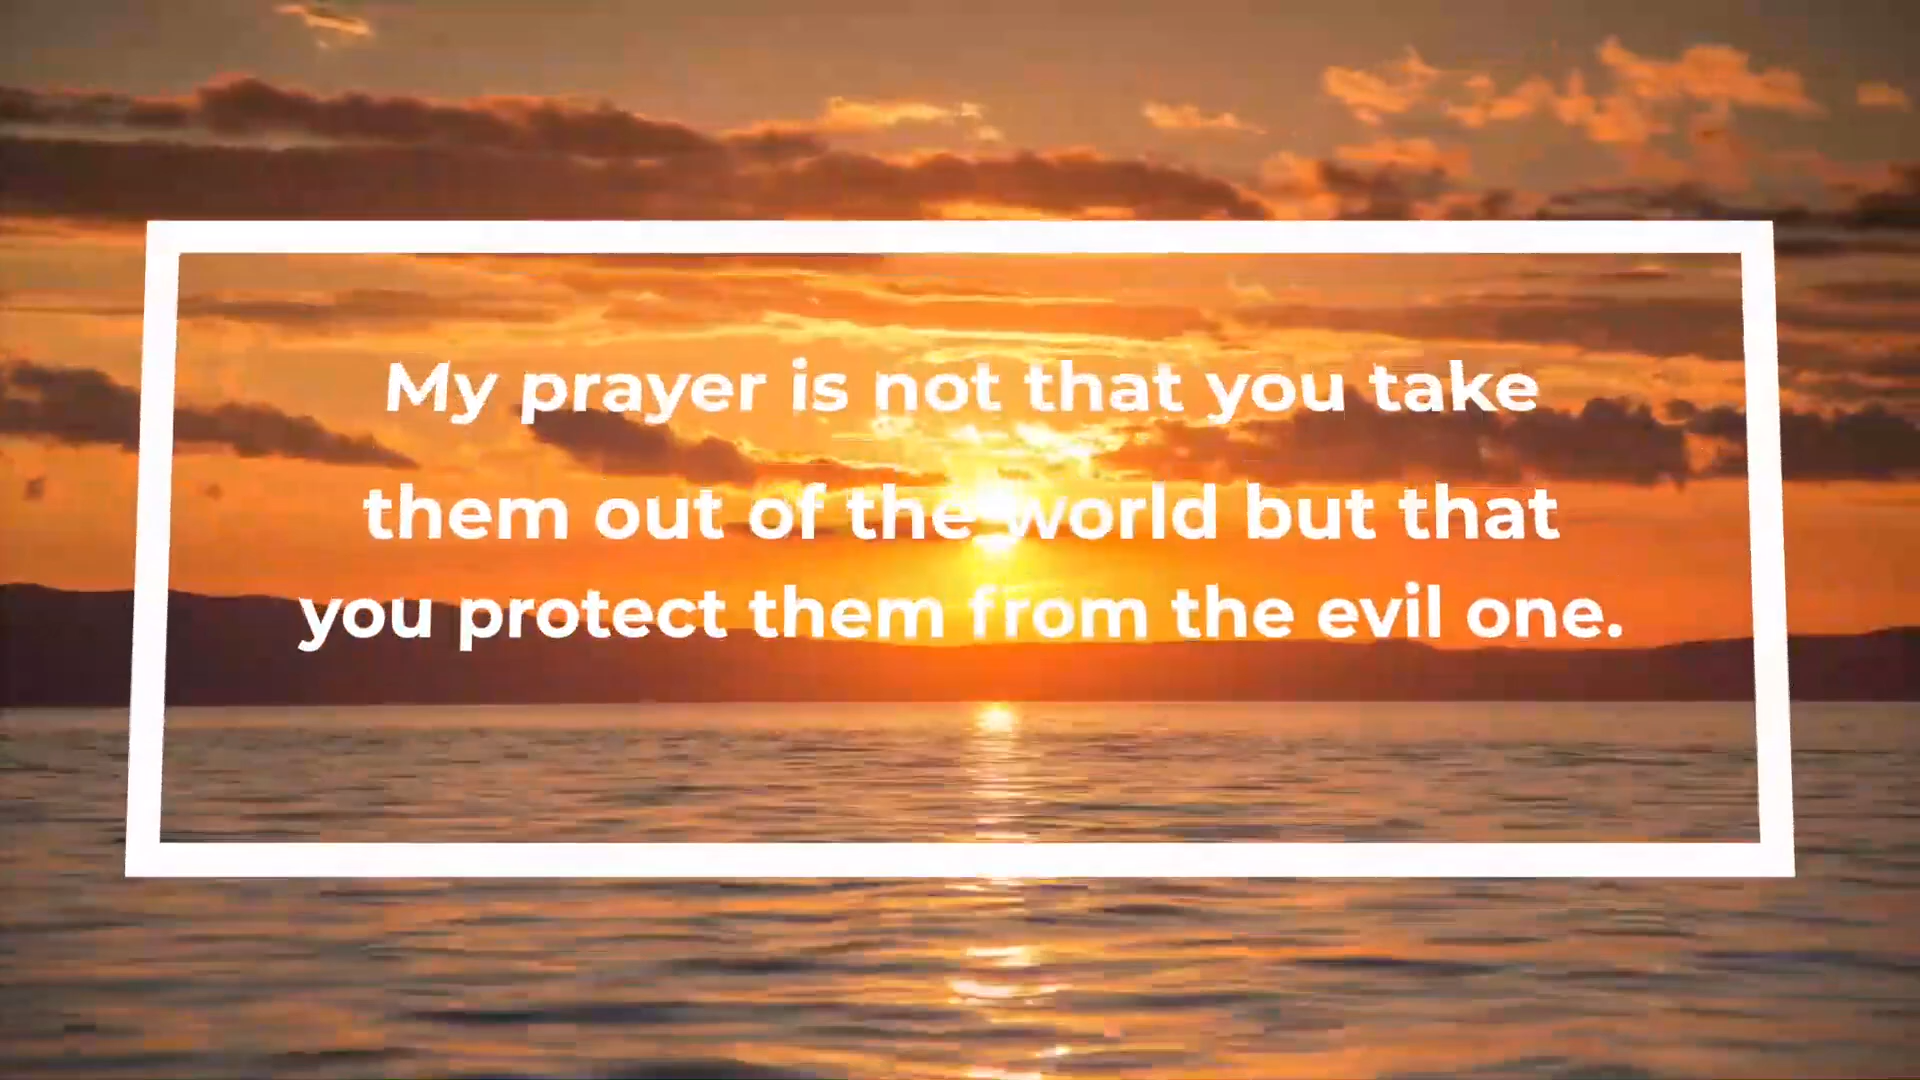 My prayer is not that you take
them out of the world but that
you protect them from the evil one.